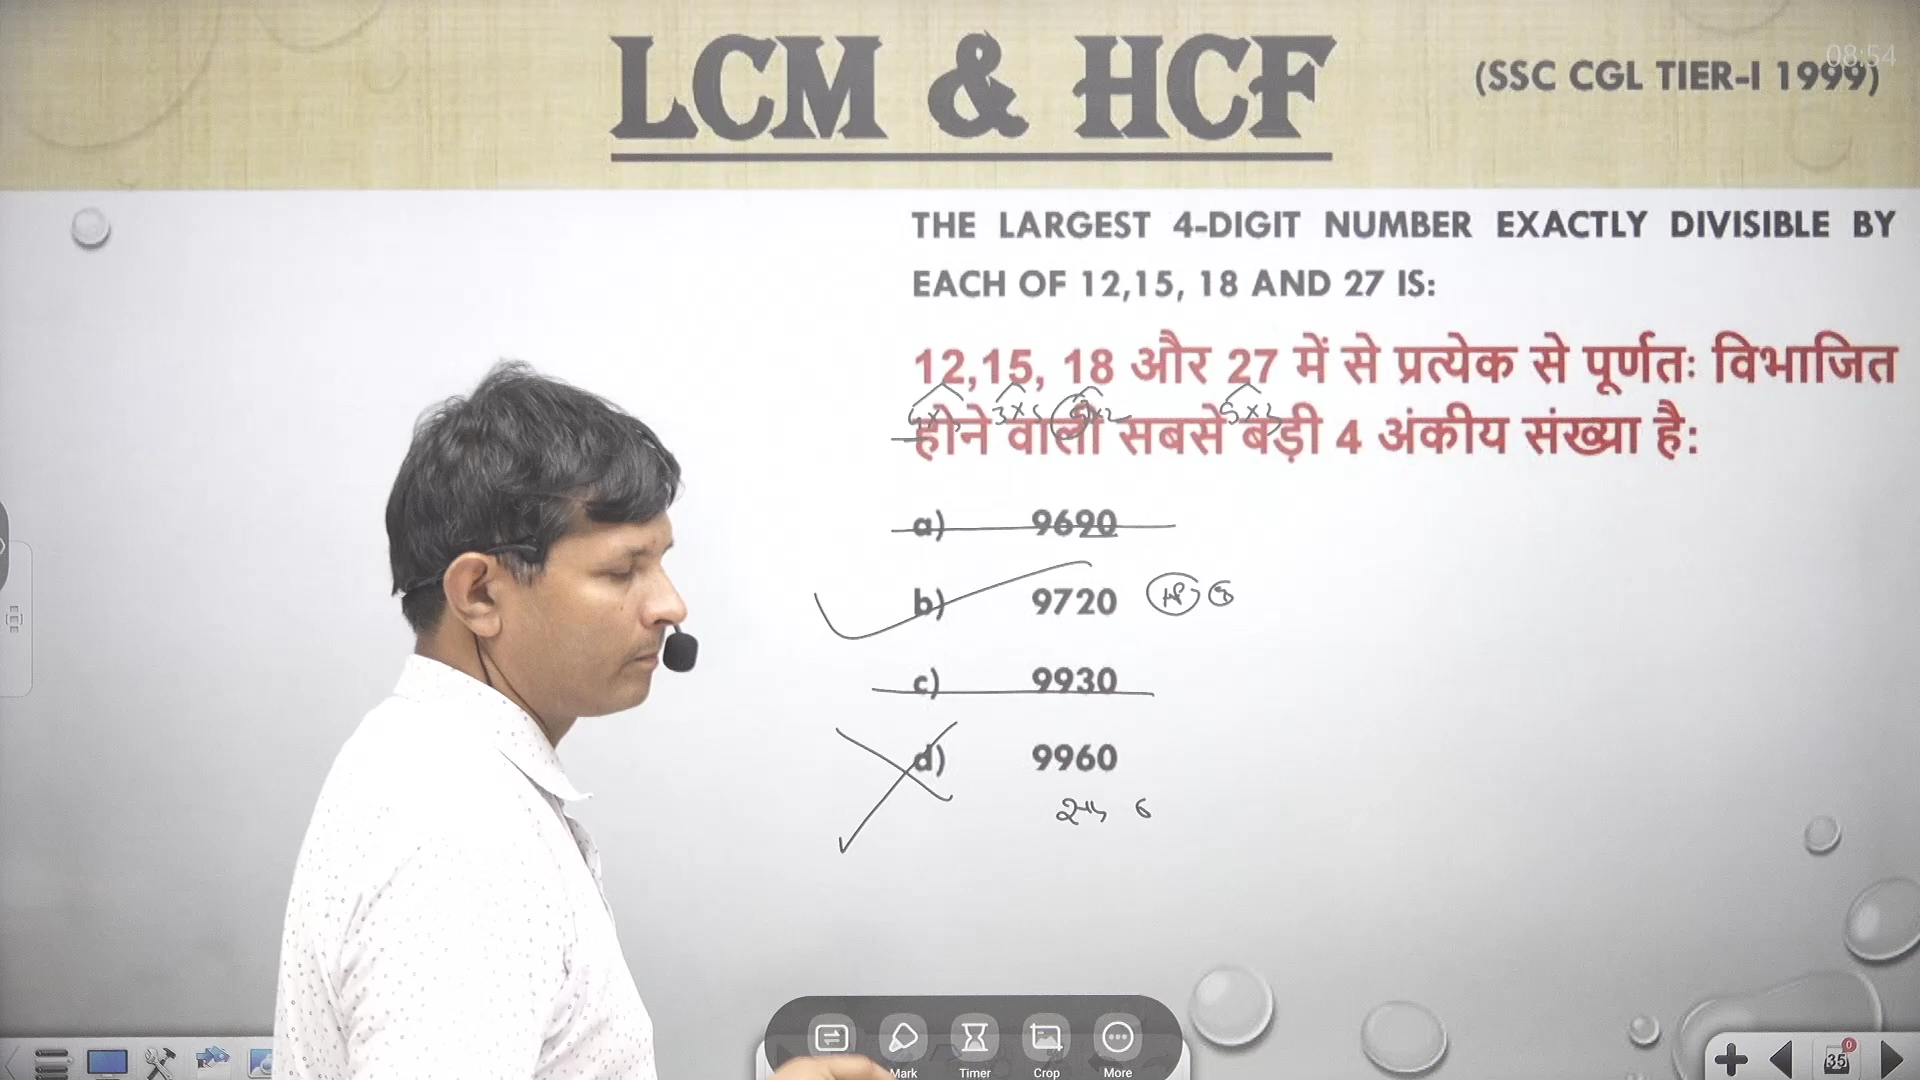 LCM & HCF
(SSC CGL TIER-I 1999)
08:54
THE LARGEST 4-DIGIT NUMBER EXACTLY DIVISIBLE BY
EACH OF 12,15, 18 AND 27 IS:
12,15, 18 और 27 में से प्रत्येक से पूर्णतः विभाजित
होने वाली सबसे बड़ी 4 अंकीय संख्या है:
a) 9690
b) 9720
c) 9930
d) 9960
Mark Timer Crop More
35 0